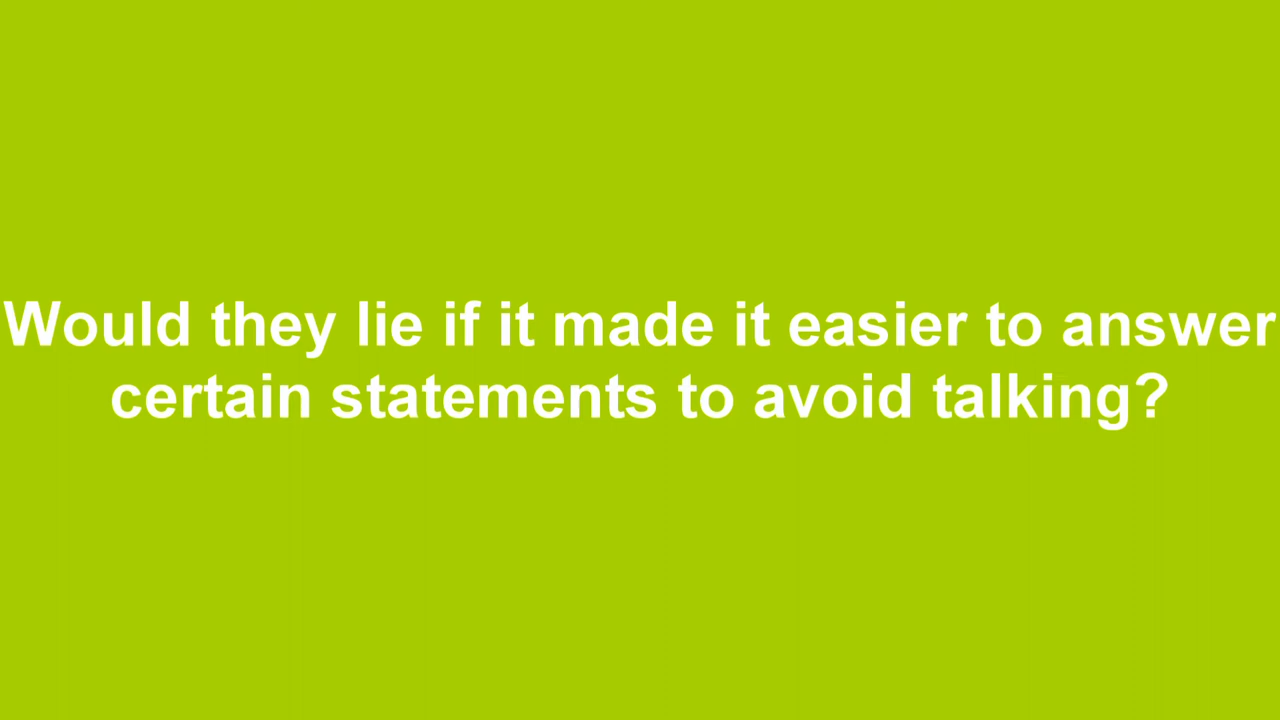 Would they lie if it made it easier to answer
certain statements to avoid talking?